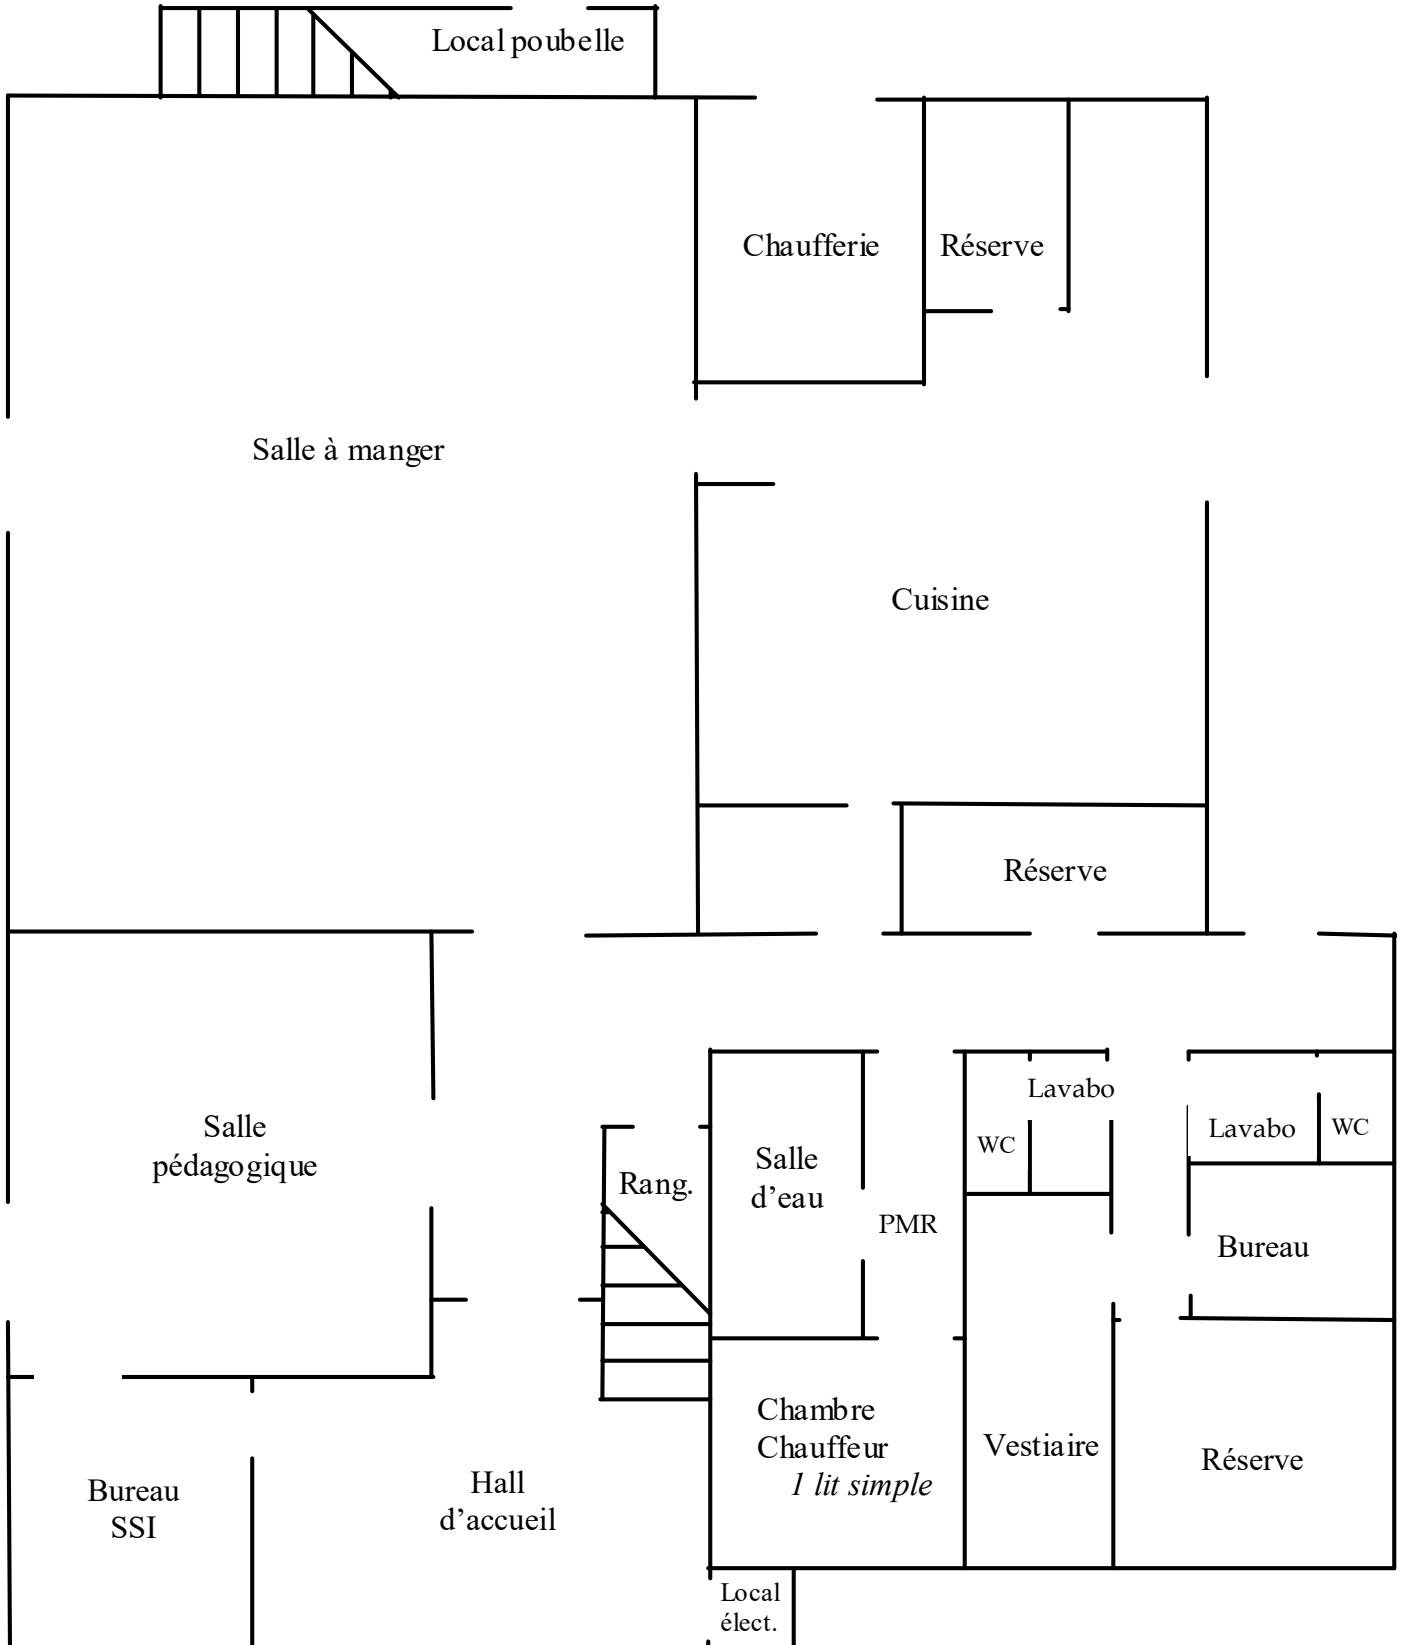 Local poubelle
Chaufferie
Réserve
Salle à manger
Cuisine
Réserve
Lavabo
Salle
pédagogique
Rang.
Salle
d’eau
WC
Lavabo
WC
PMR
Bureau
Chambre
Chauffeur
1 lit simple
Vestiaire
Réserve
Bureau
SSI
Hall
d’accueil
Local
élect.